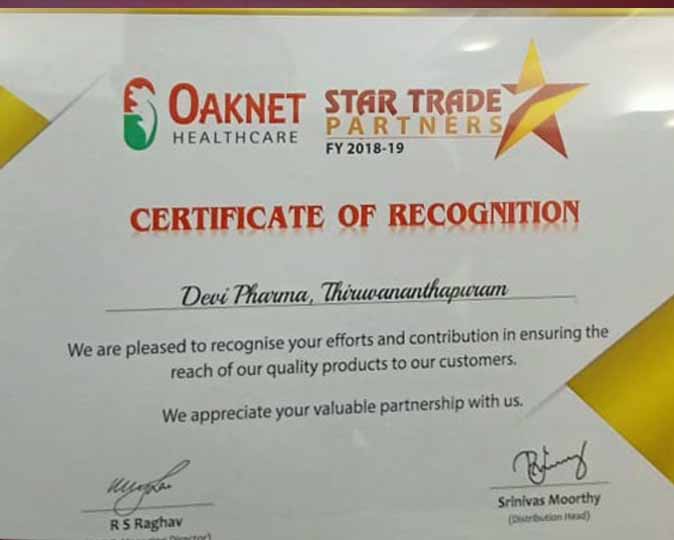 OAKNET
HEALTHCARE
STAR TRADE
PARTNERS
FY 2018-19
CERTIFICATE OF RECOGNITION
Devi Pharma, Thiruvananthapuram
We are pleased to recognise your efforts and contribution in ensuring the
reach of our quality products to our customers.
We appreciate your valuable partnership with us.
R S Raghav
Srinivas Moorthy
(Distribution Head)